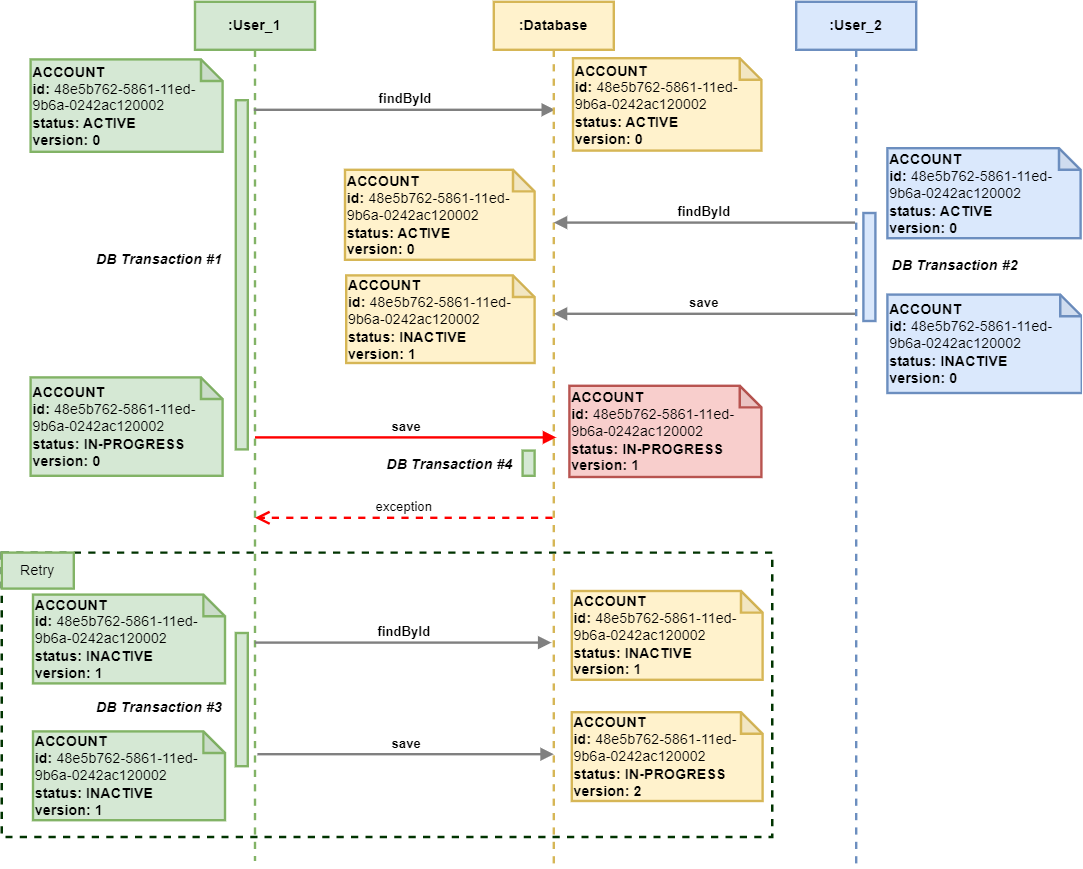 :User_1
:Database
:User_2
ACCOUNT
id: 48e5b762-5861-11ed-
9b6a-0242ac120002
status: ACTIVE
version: 0
findById
ACCOUNT
id: 48e5b762-5861-11ed-
9b6a-0242ac120002
status: ACTIVE
version: 0
ACCOUNT
id: 48e5b762-5861-11ed-
9b6a-0242ac120002
status: ACTIVE
version: 0
findById
ACCOUNT
id: 48e5b762-5861-11ed-
9b6a-0242ac120002
status: ACTIVE
version: 0
DB Transaction #1
DB Transaction #2
ACCOUNT
id: 48e5b762-5861-11ed-
9b6a-0242ac120002
status: INACTIVE
version: 1
save
ACCOUNT
id: 48e5b762-5861-11ed-
9b6a-0242ac120002
status: INACTIVE
version: 0
ACCOUNT
id: 48e5b762-5861-11ed-
9b6a-0242ac120002
status: IN-PROGRESS
version: 0
save
ACCOUNT
id: 48e5b762-5861-11ed-
9b6a-0242ac120002
status: IN-PROGRESS
version: 1
DB Transaction #4
exception
Retry
ACCOUNT
id: 48e5b762-5861-11ed-
9b6a-0242ac120002
status: INACTIVE
version: 1
findById
ACCOUNT
id: 48e5b762-5861-11ed-
9b6a-0242ac120002
status: INACTIVE
version: 1
DB Transaction #3
ACCOUNT
id: 48e5b762-5861-11ed-
9b6a-0242ac120002
status: INACTIVE
version: 1
save
ACCOUNT
id: 48e5b762-5861-11ed-
9b6a-0242ac120002
status: IN-PROGRESS
version: 2